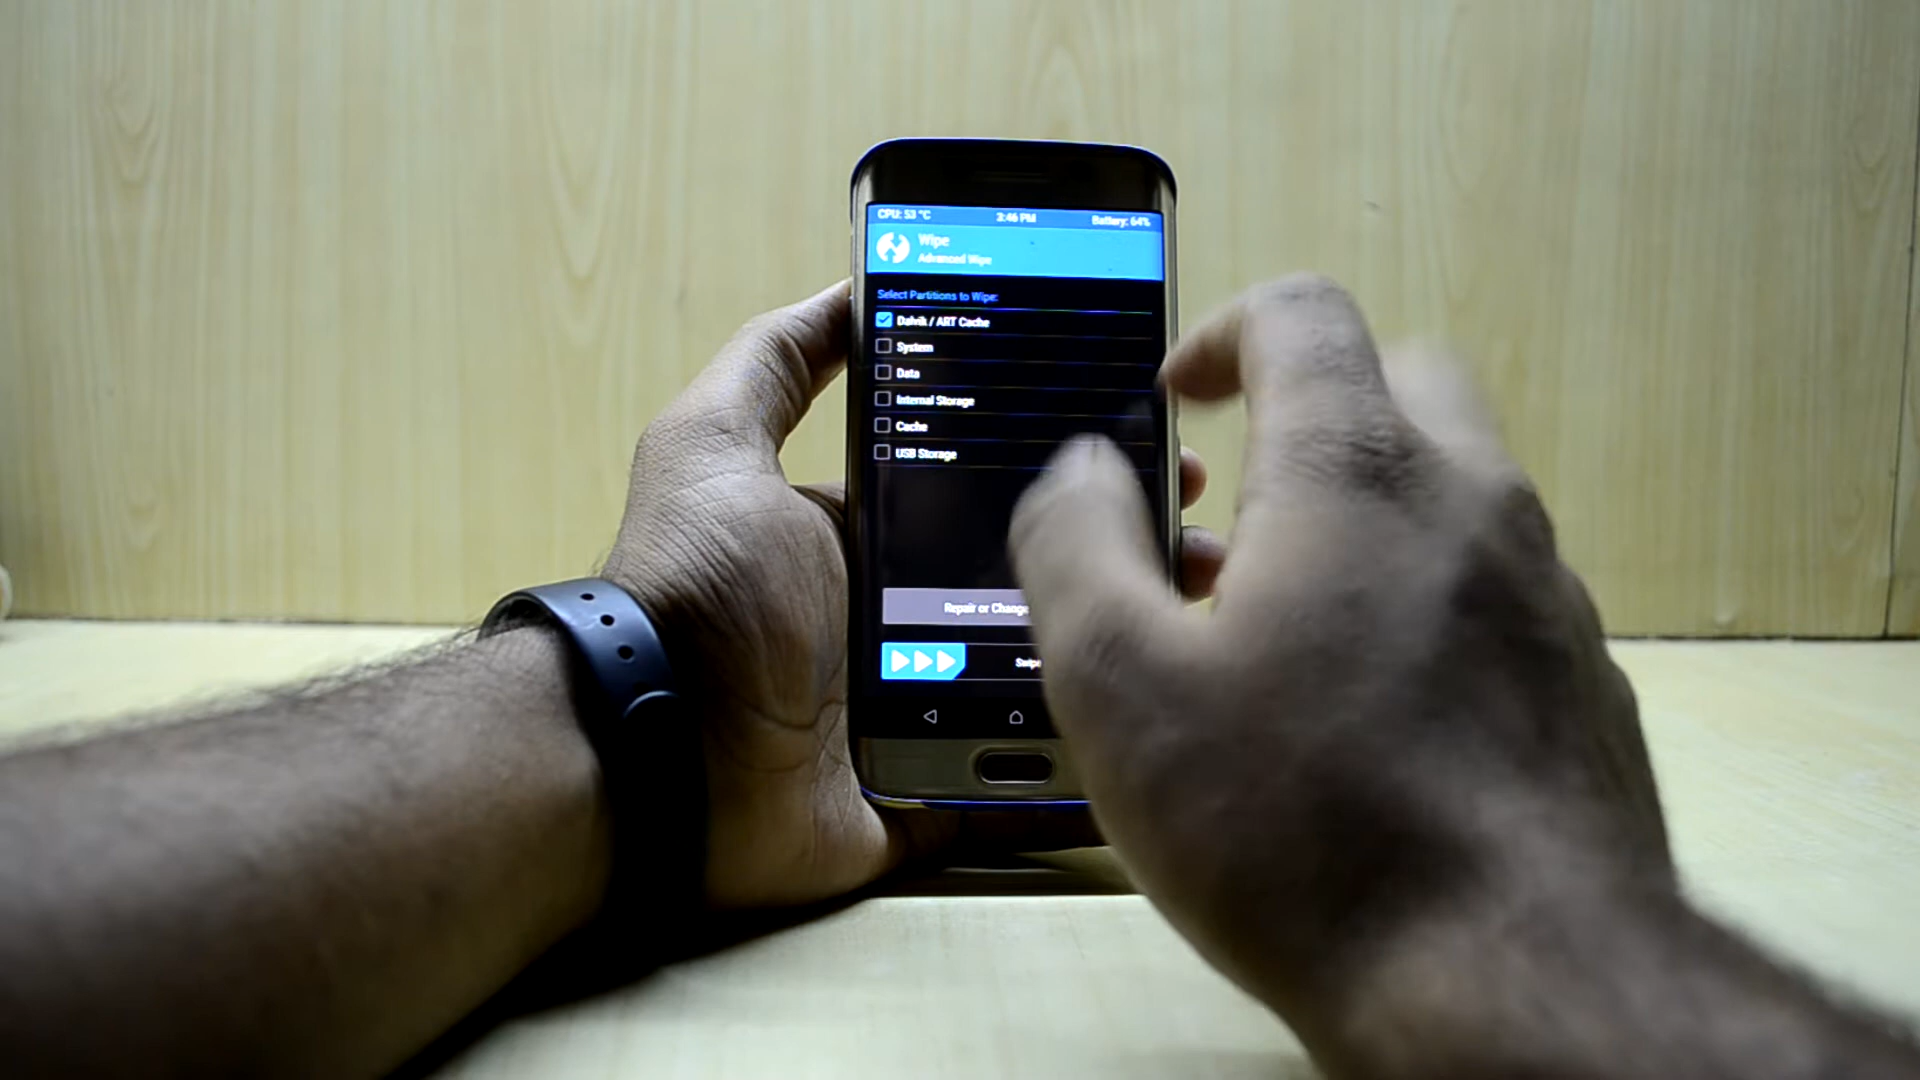 CPU: 53 °C 3:46 PM Battery: 64%
Wipe
Advanced Wipe
Select Partitions to Wipe:
Dalvik / ART Cache
System
Data
Internal Storage
Cache
USB Storage
Repair or Change
Swipe